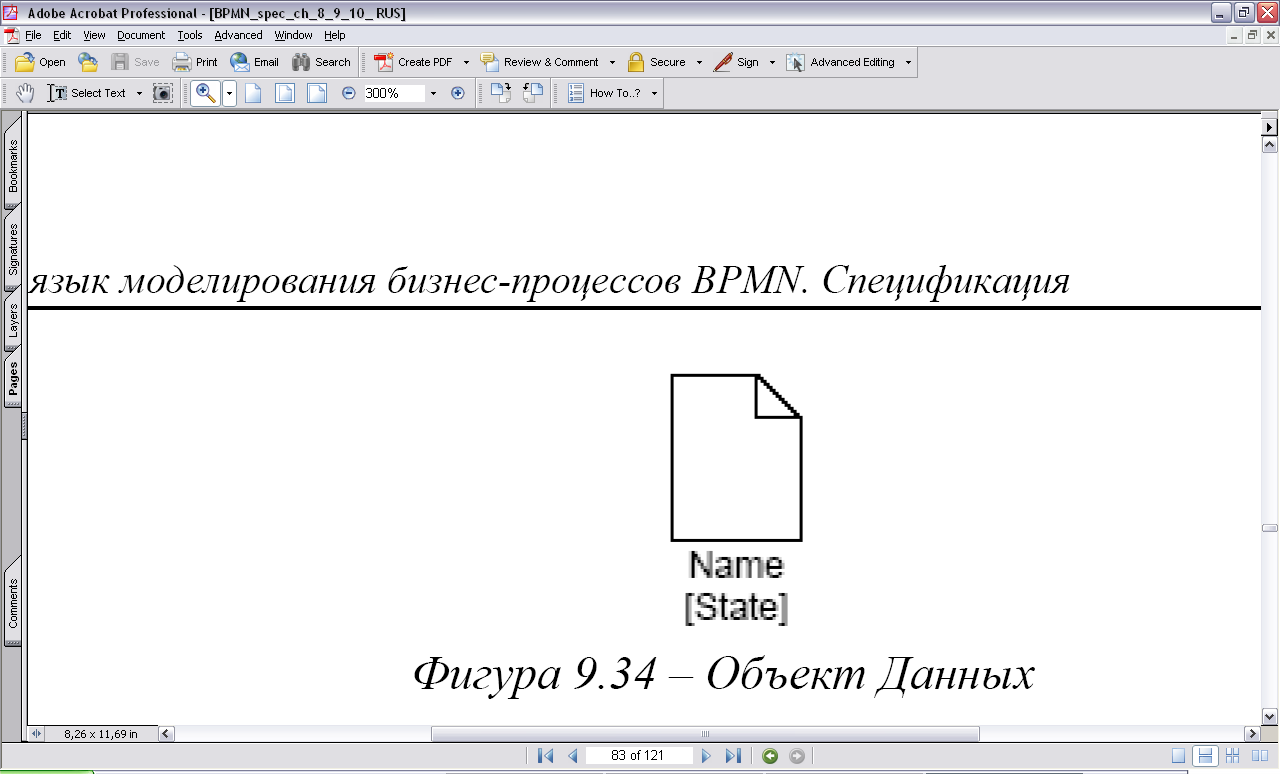 Adobe Acrobat Professional - [BPMN_spec_ch_8_9_10_ RUS]
File Edit View Document Tools Advanced Window Help
Open Save Print Email Search Create PDF Review & Comment Secure Sign Advanced Editing
Select Text 300% How To..?
Bookmarks
Signatures
Layers
Pages
Comments
язык моделирования бизнес-процессов BPMN. Спецификация
Name
[State]
Фигура 9.34 – Объект Данных
8,26 x 11,69 in
83 of 121